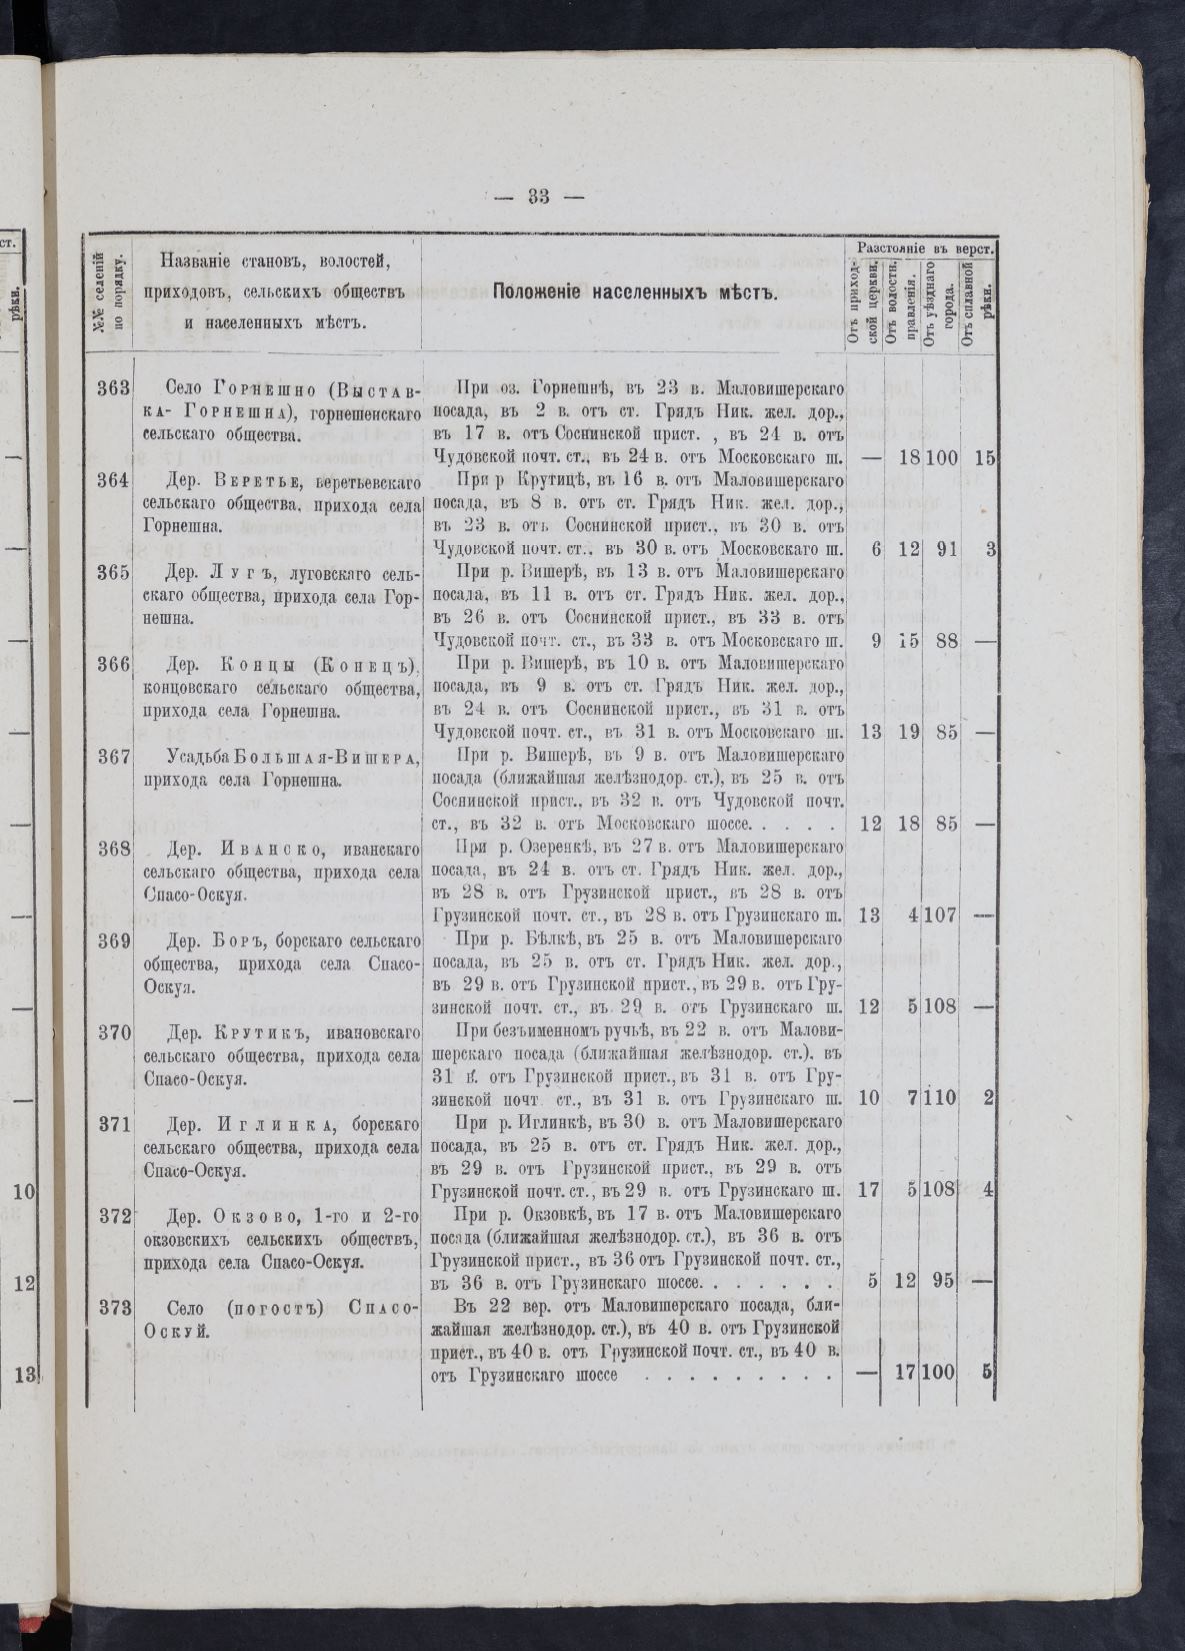 ст.
рѣки.
10
12
13
— 33 —
№№ селеній
по порядку.
Названіе становъ, волостей,
приходовъ, сельскихъ обществъ
и населенныхъ мѣстъ.
Положеніе населенныхъ мѣстъ.
Разстояніе въ верст.
Отъ приход-
ской церкви.
Отъ волостн.
правленія.
Отъ уѣзднаго
города.
Отъ сплавной
рѣки.
363
Село Горнешно (Выстав-
ка- Горнешна), горнешенскаго
сельскаго общества.
При оз. Горнешнѣ, въ 23 в. Маловишерскаго
посада, въ 2 в. отъ ст. Грядъ Ник. жел. дор.,
въ 17 в. отъ Соснинской прист. , въ 24 в. отъ
Чудовской почт. ст., въ 24 в. отъ Московскаго ш.
— 18 100 15
364
Дер. Веретье, веретьевскаго
сельскаго общества, прихода села
Горнешна.
При р Крутицѣ, въ 16 в. отъ Маловишерскаго
посада, въ 8 в. отъ ст. Грядъ Ник. жел. дор.,
въ 23 в. отъ Соснинской прист., въ 30 в. отъ
Чудовской почт. ст., въ 30 в. отъ Московскаго ш.
6 12 91 3
365
Дер. Лугъ, луговскаго сель-
скаго общества, прихода села Гор-
нешна.
При р. Вишерѣ, въ 13 в. отъ Маловишерскаго
посада, въ 11 в. отъ ст. Грядъ Ник. жел. дор.,
въ 26 в. отъ Соснинской прист., въ 33 в. отъ
Чудовской почт. ст., въ 33 в. отъ Московскаго ш.
9 15 88 —
366
Дер. Концы (Конецъ),
концовскаго сельскаго общества,
прихода села Горнешна.
При р. Вишерѣ, въ 10 в. отъ Маловишерскаго
посада, въ 9 в. отъ ст. Грядъ Ник. жел. дор.,
въ 24 в. отъ Соснинской прист., въ 31 в. отъ
Чудовской почт. ст., въ 31 в. отъ Московскаго ш.
13 19 85 —
367
Усадьба Большая-Вишера,
прихода села Горнешна.
При р. Вишерѣ, въ 9 в. отъ Маловишерскаго
посада (ближайшая желѣзнодор. ст.), въ 25 в. отъ
Соснинской прист., въ 32 в. отъ Чудовской почт.
ст., въ 32 в. отъ Московскаго шоссе. . . . .
12 18 85 —
368
Дер. Иванско, иванскаго
сельскаго общества, прихода села
Спасо-Оскуя.
При р. Озеренкѣ, въ 27 в. отъ Маловишерскаго
посада, въ 24 в. отъ ст. Грядъ Ник. жел. дор.,
въ 28 в. отъ Грузинской прист., въ 28 в. отъ
Грузинской почт. ст., въ 28 в. отъ Грузинскаго ш.
13 4 107 —
369
Дер. Боръ, борскаго сельскаго
общества, прихода села Спасо-
Оскуя.
При р. Бѣлкѣ, въ 25 в. отъ Маловишерскаго
посада, въ 25 в. отъ ст. Грядъ Ник. жел. дор.,
въ 29 в. отъ Грузинской прист., въ 29 в. отъ Гру-
зинской почт. ст., въ 29 в. отъ Грузинскаго ш.
12 5 108 —
370
Дер. Крутикъ, ивановскаго
сельскаго общества, прихода села
Спасо-Оскуя.
При безъименномъ ручьѣ, въ 22 в. отъ Малови-
шерскаго посада (ближайшая желѣзнодор. ст.), въ
31 в. отъ Грузинской прист., въ 31 в. отъ Гру-
зинской почт. ст., въ 31 в. отъ Грузинскаго ш.
10 7 110 2
371
Дер. Иглинка, борскаго
сельскаго общества, прихода села
Спасо-Оскуя.
При р. Иглинкѣ, въ 30 в. отъ Маловишерскаго
посада, въ 25 в. отъ ст. Грядъ Ник. жел. дор.,
въ 29 в. отъ Грузинской прист., въ 29 в. отъ
Грузинской почт. ст., въ 29 в. отъ Грузинскаго ш.
17 5 108 4
372
Дер. Окзово, 1-го и 2-го
окзовскихъ сельскихъ обществъ,
прихода села Спасо-Оскуя.
При р. Окзовкѣ, въ 17 в. отъ Маловишерскаго
посада (ближайшая желѣзнодор. ст.), въ 36 в. отъ
Грузинской прист., въ 36 отъ Грузинской почт. ст.,
въ 36 в. отъ Грузинскаго шоссе. . . . . . .
5 12 95 —
373
Село (погостъ) Спасо-
Оскуй.
Въ 22 вер. отъ Маловишерскаго посада, бли-
жайшая желѣзнодор. ст.), въ 40 в. отъ Грузинской
прист., въ 40 в. отъ Грузинской почт. ст., въ 40 в.
отъ Грузинскаго шоссе . . . . . . . . .
— 17 100 5